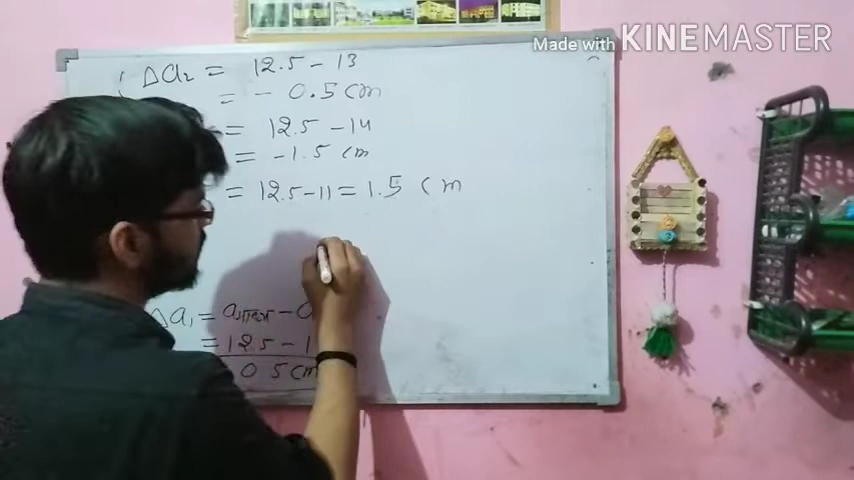 Made with KINEMASTER
Δa₂ = 12.5 - 13
= - 0.5 cm
= 12.5 - 14
= -1.5 cm
= 12.5 - 11 = 1.5 cm
Δa₁ = a - a
= 12.5 - 1
0 5 cm